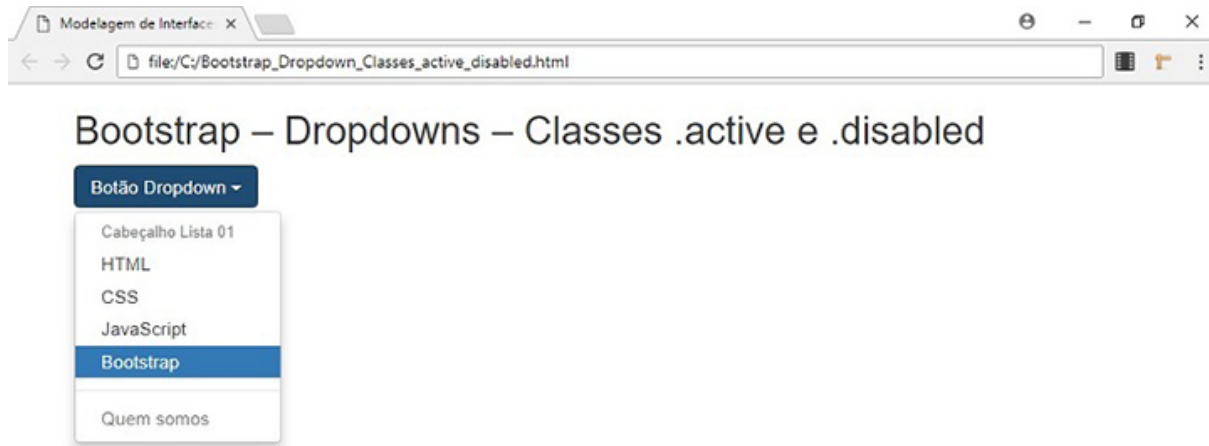 Modelagem de Interface
file:/C:/Bootstrap_Dropdown_Classes_active_disabled.html
Bootstrap – Dropdowns – Classes .active e .disabled
Botão Dropdown
Cabeçalho Lista 01
HTML
CSS
JavaScript
Bootstrap
Quem somos